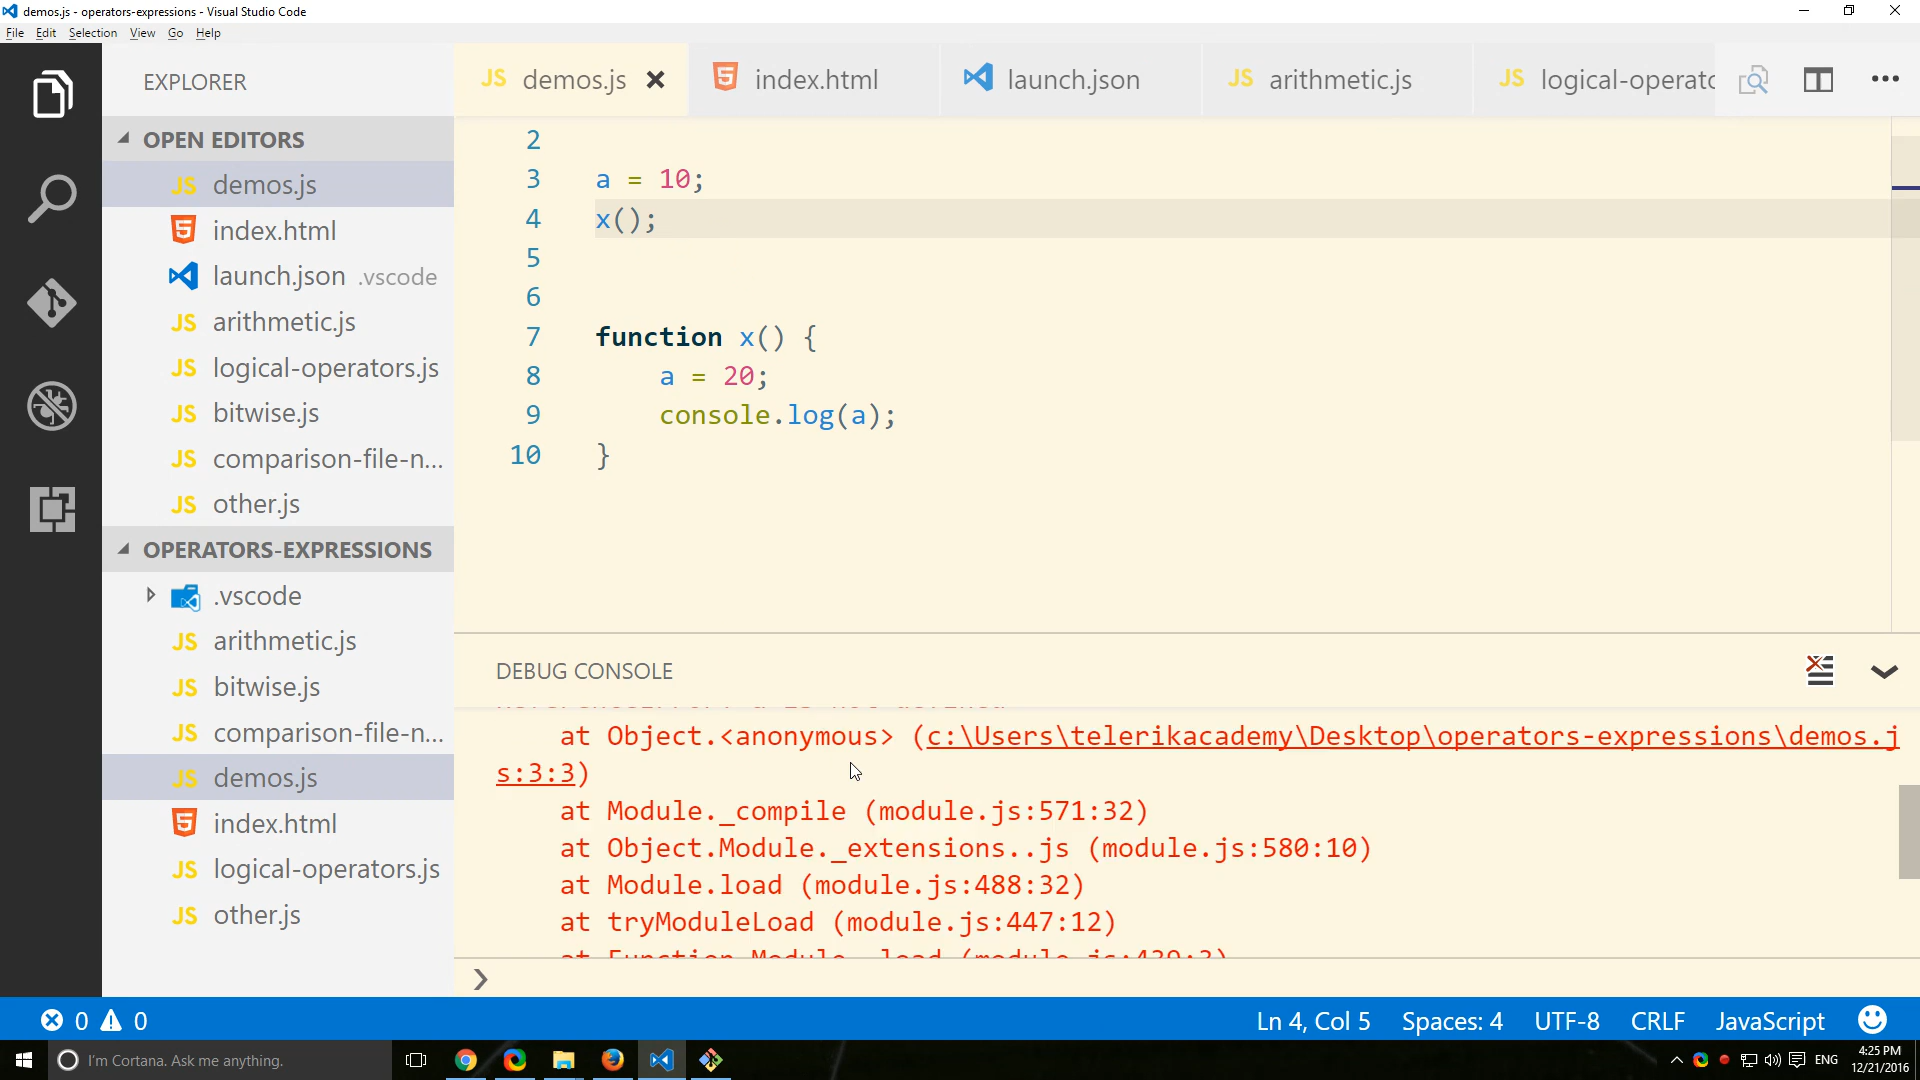 demos.js - operators-expressions - Visual Studio Code
File Edit Selection View Go Help
EXPLORER
OPEN EDITORS
JS demos.js
index.html
launch.json .vscode
JS arithmetic.js
JS logical-operators.js
JS bitwise.js
JS comparison-file-n...
JS other.js
OPERATORS-EXPRESSIONS
.vscode
JS arithmetic.js
JS bitwise.js
JS comparison-file-n...
JS demos.js
index.html
JS logical-operators.js
JS other.js
JS demos.js index.html launch.json JS arithmetic.js JS logical-operato
2
3 a = 10;
4 x();
5
6
7 function x() {
8 a = 20;
9 console.log(a);
10 }
DEBUG CONSOLE
at Object.<anonymous> (c:\Users\telerikacademy\Desktop\operators-expressions\demos.j
s:3:3)
at Module._compile (module.js:571:32)
at Object.Module._extensions..js (module.js:580:10)
at Module.load (module.js:488:32)
at tryModuleLoad (module.js:447:12)
at Function.Module._load (module.js:439:3)
0 0
Ln 4, Col 5 Spaces: 4 UTF-8 CRLF JavaScript
I'm Cortana. Ask me anything.
ENG
4:25 PM
12/21/2016